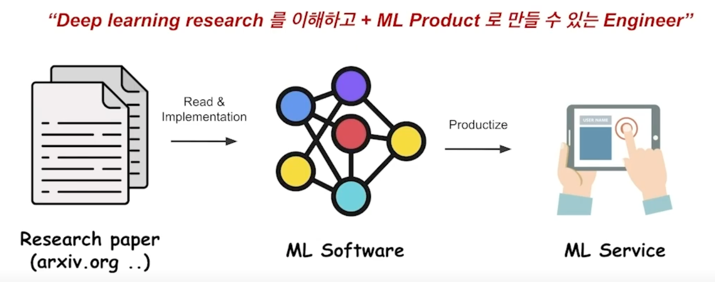 “Deep learning research 를 이해하고 + ML Product 로 만들 수 있는 Engineer”
Read &
Implementation
Productize
Research paper
(arxiv.org ..)
ML Software
ML Service